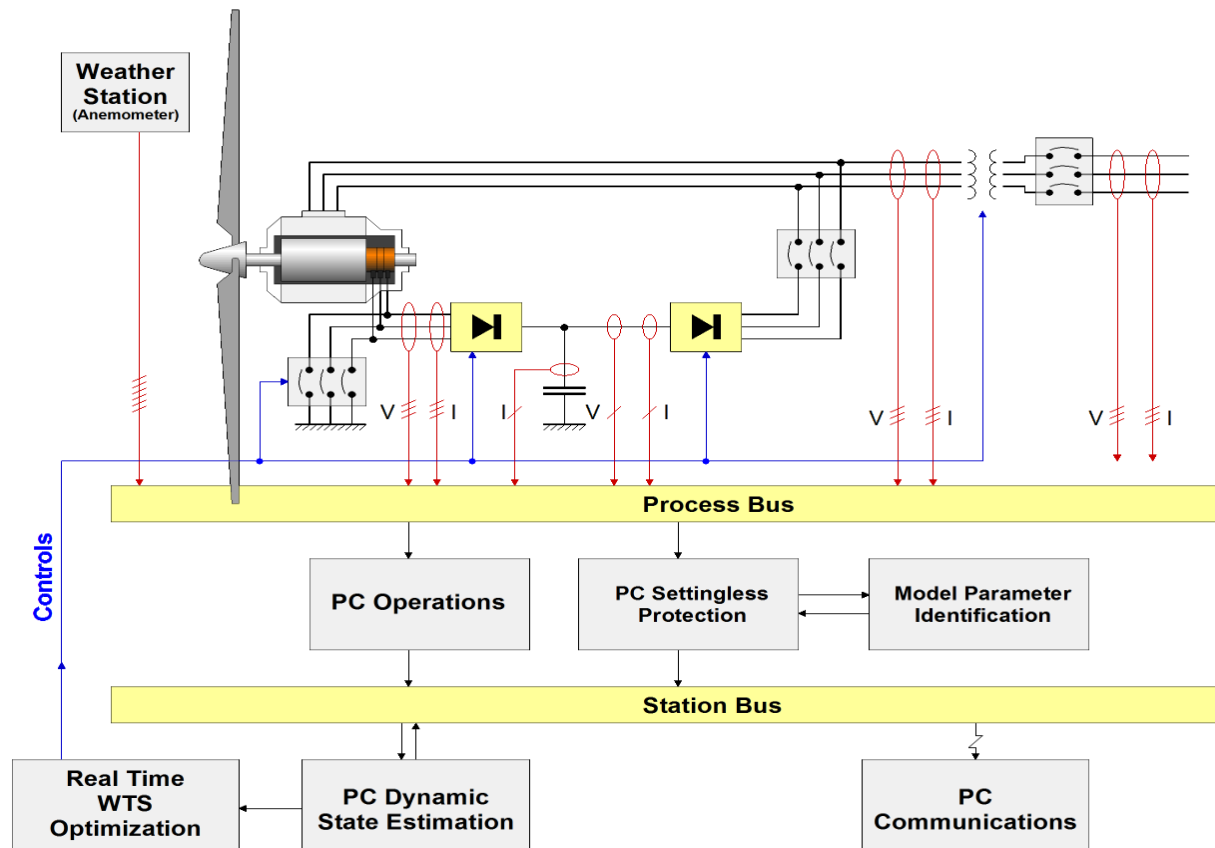 Weather
Station
(Anemometer)
V
I
I
V
I
V
I
V
I
Process Bus
Controls
PC Operations
PC Settingless
Protection
Model Parameter
Identification
Station Bus
Real Time
WTS
Optimization
PC Dynamic
State Estimation
PC
Communications